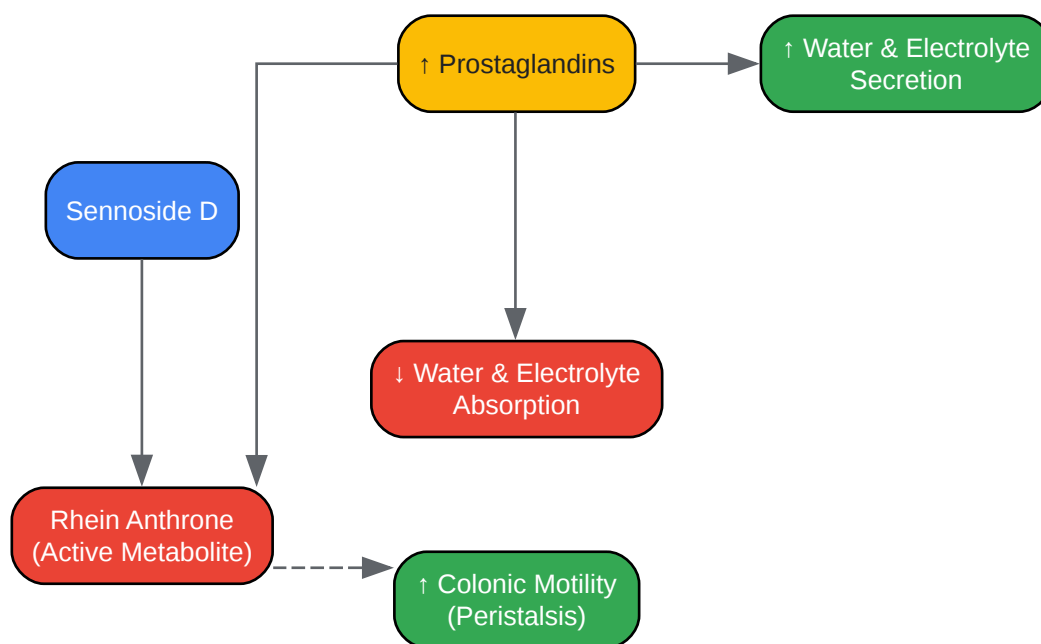 ↑ Prostaglandins
↑ Water & Electrolyte
Secretion
Sennoside D
↓ Water & Electrolyte
Absorption
Rhein Anthrone
(Active Metabolite)
↑ Colonic Motility
(Peristalsis)